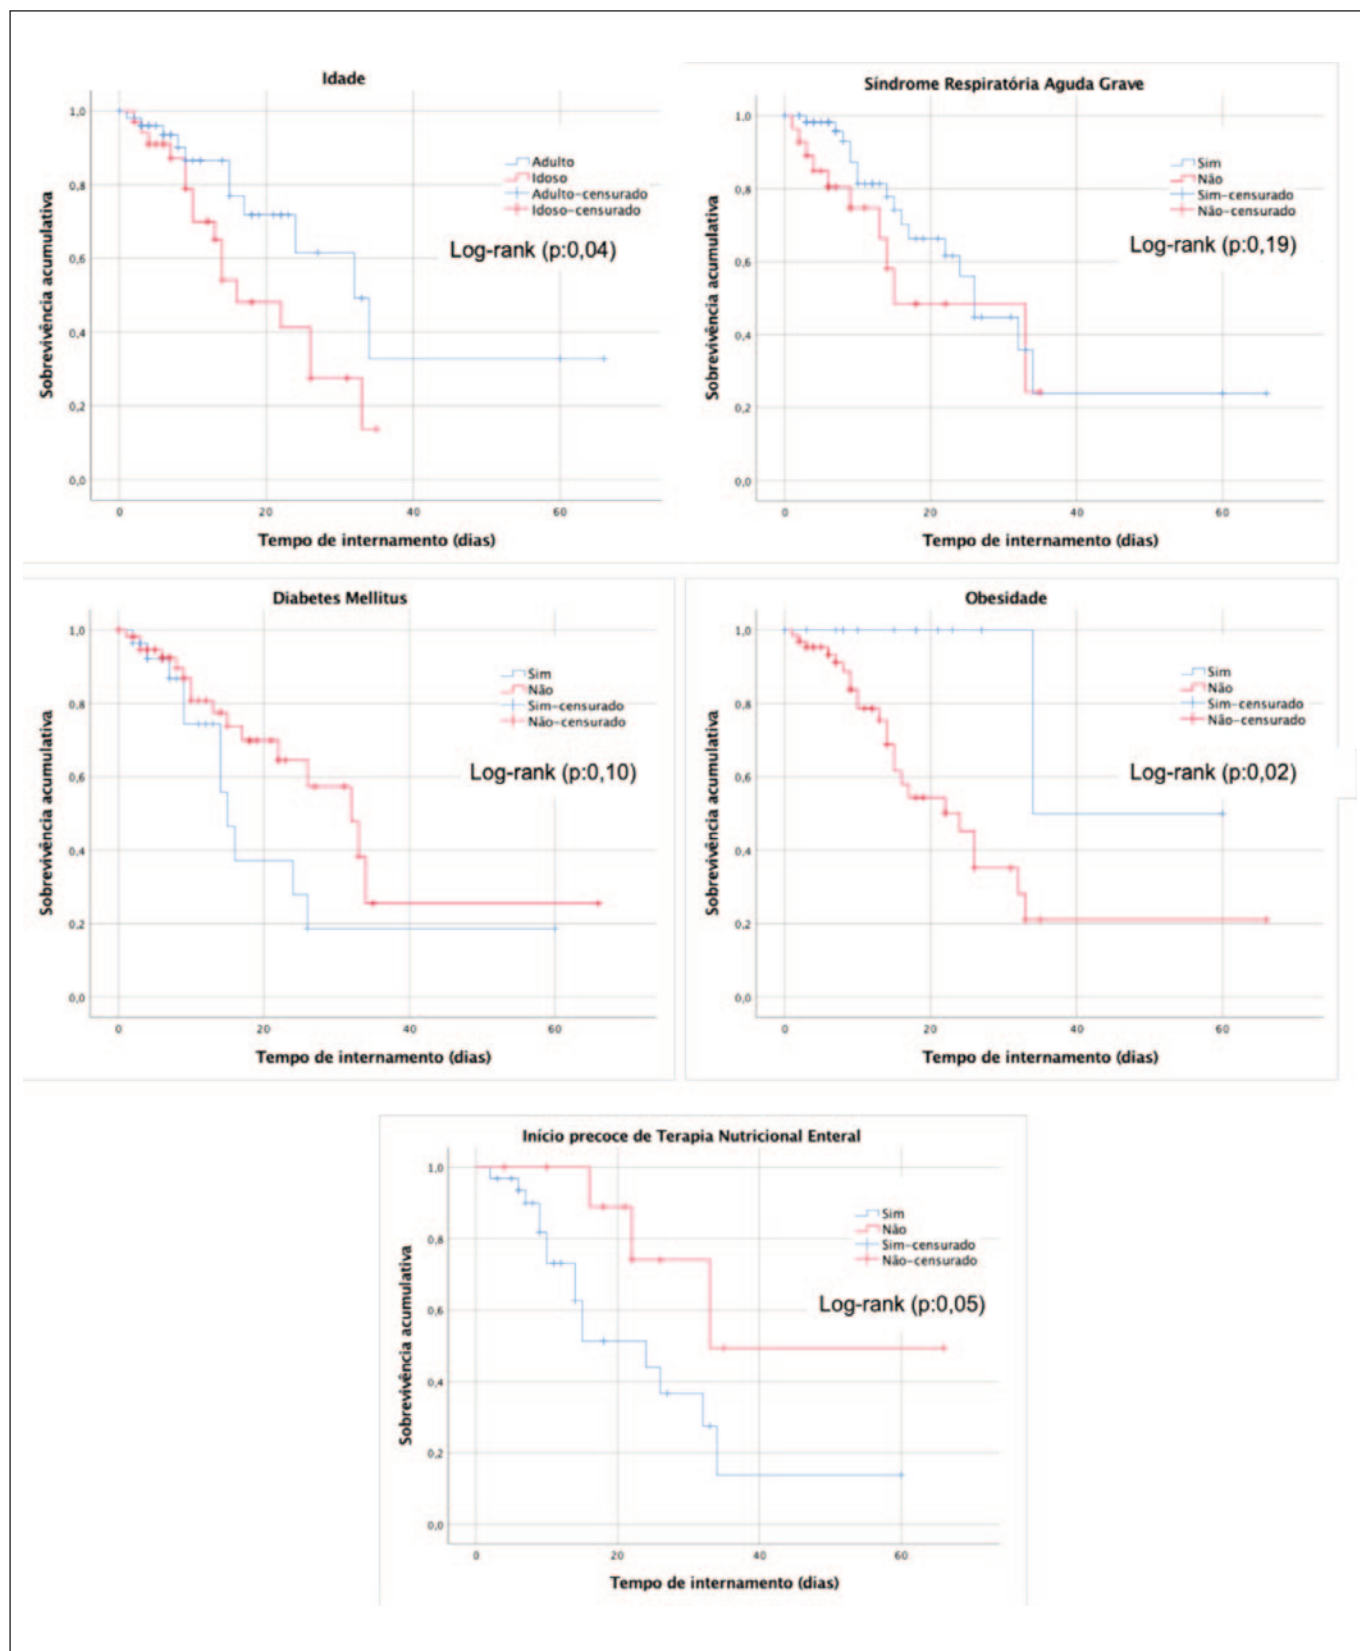 Idade
Sobrevivência acumulativa
1,0
0,8
0,6
0,4
0,2
0,0
Adulto
Idoso
Adulto-censurado
Idoso-censurado
Log-rank (p:0,04)
0 20 40 60
Tempo de internamento (dias)
Síndrome Respiratória Aguda Grave
Sobrevivência acumulativa
1,0
0,8
0,6
0,4
0,2
0,0
Sim
Não
Sim-censurado
Não-censurado
Log-rank (p:0,19)
0 20 40 60
Tempo de internamento (dias)
Diabetes Mellitus
Sobrevivência acumulativa
1,0
0,8
0,6
0,4
0,2
0,0
Sim
Não
Sim-censurado
Não-censurado
Log-rank (p:0,10)
0 20 40 60
Tempo de internamento (dias)
Obesidade
Sobrevivência acumulativa
1,0
0,8
0,6
0,4
0,2
0,0
Sim
Não
Sim-censurado
Não-censurado
Log-rank (p:0,02)
0 20 40 60
Tempo de internamento (dias)
Início precoce de Terapia Nutricional Enteral
Sobrevivência acumulativa
1,0
0,8
0,6
0,4
0,2
0,0
Sim
Não
Sim-censurado
Não-censurado
Log-rank (p:0,05)
0 20 40 60
Tempo de internamento (dias)